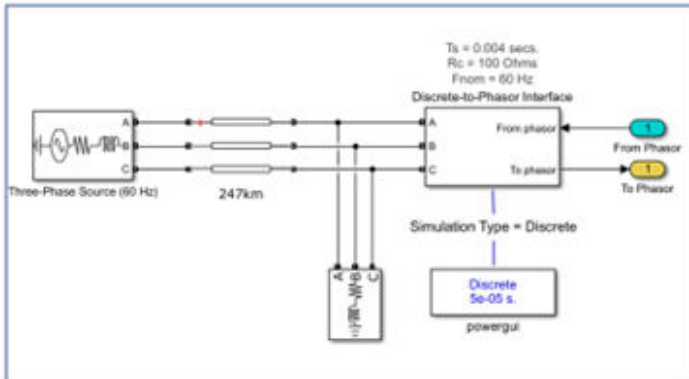 Ts = 0.004 secs.
Rc = 100 Ohms
Fnom = 60 Hz
Discrete-to-Phasor Interface
A
B
C
Three-Phase Source (60 Hz)
247km
A
B
C
From phasor
To phasor
1
From Phasor
1
To Phasor
Simulation Type = Discrete
A
B
C
Discrete
5e-05 s.
powergui